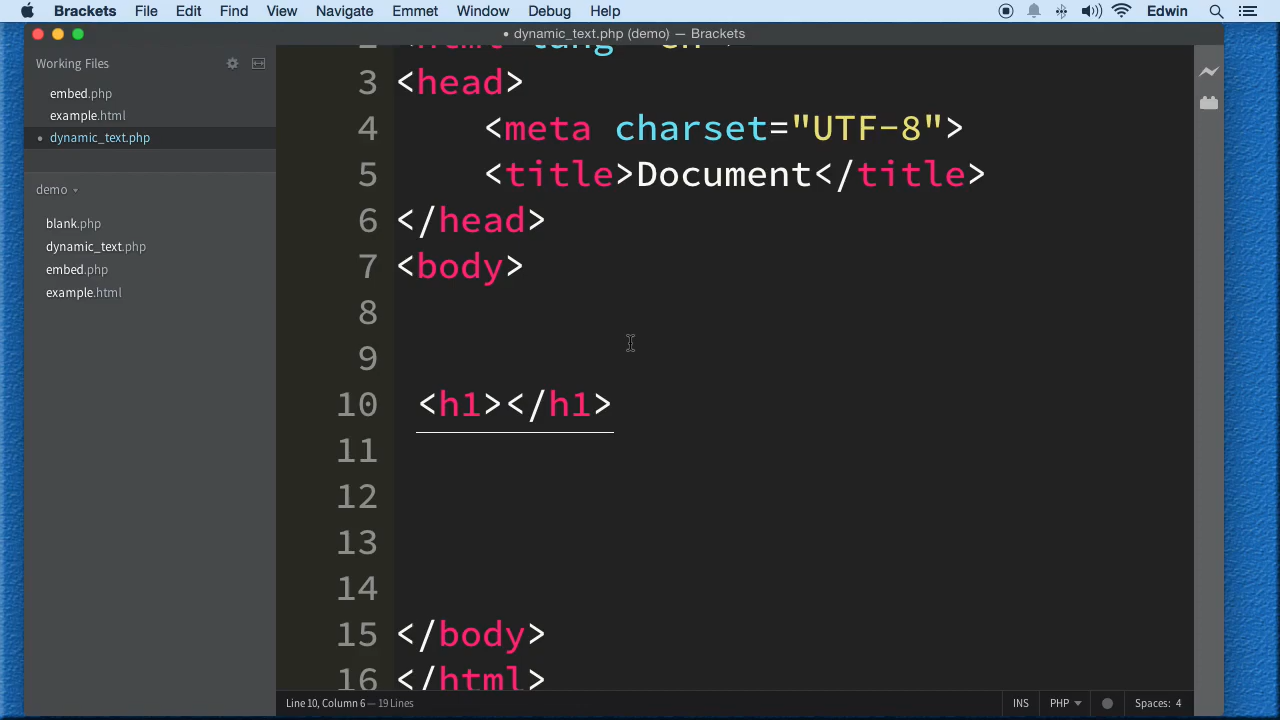 Brackets File Edit Find View Navigate Emmet Window Debug Help Edwin
• dynamic_text.php (demo) — Brackets
Working Files
embed.php
example.html
• dynamic_text.php
demo
blank.php
dynamic_text.php
embed.php
example.html
3 <head>
4 <meta charset="UTF-8">
5 <title>Document</title>
6 </head>
7 <body>
8
9
10 <h1></h1>
11
12
13
14
15 </body>
16 </html>
Line 10, Column 6 — 19 Lines INS PHP Spaces: 4